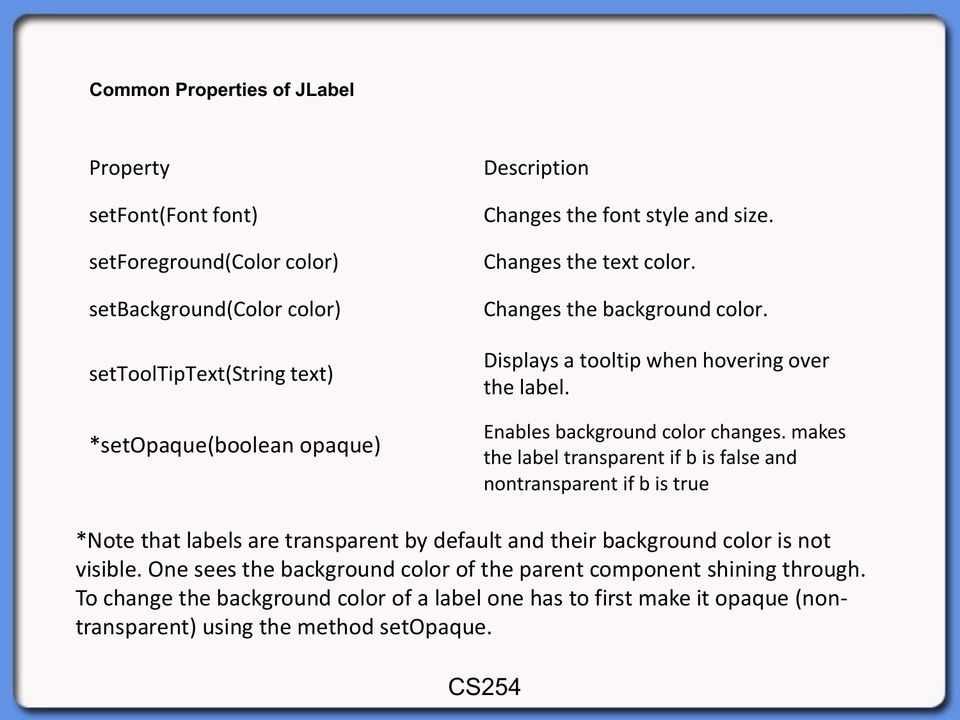 Common Properties of JLabel
Property Description
setFont(Font font) Changes the font style and size.
setForeground(Color color) Changes the text color.
setBackground(Color color) Changes the background color.
setToolTipText(String text) Displays a tooltip when hovering over
the label.
*setOpaque(boolean opaque) Enables background color changes. makes
the label transparent if b is false and
nontransparent if b is true
*Note that labels are transparent by default and their background color is not
visible. One sees the background color of the parent component shining through.
To change the background color of a label one has to first make it opaque (non-
transparent) using the method setOpaque.
CS254